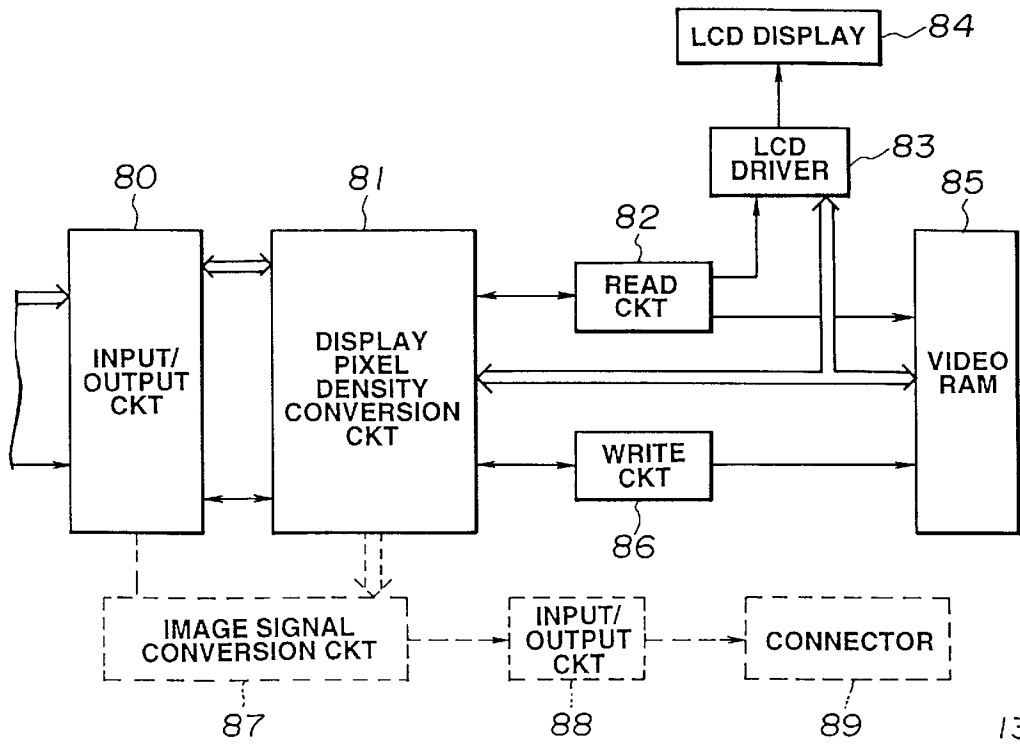 LCD DISPLAY
84
LCD
DRIVER
83
80
81
82
85
READ
CKT
INPUT/
OUTPUT
CKT
DISPLAY
PIXEL
DENSITY
CONVERSION
CKT
VIDEO
RAM
WRITE
CKT
86
IMAGE SIGNAL
CONVERSION CKT
INPUT/
OUTPUT
CKT
CONNECTOR
87
88
89